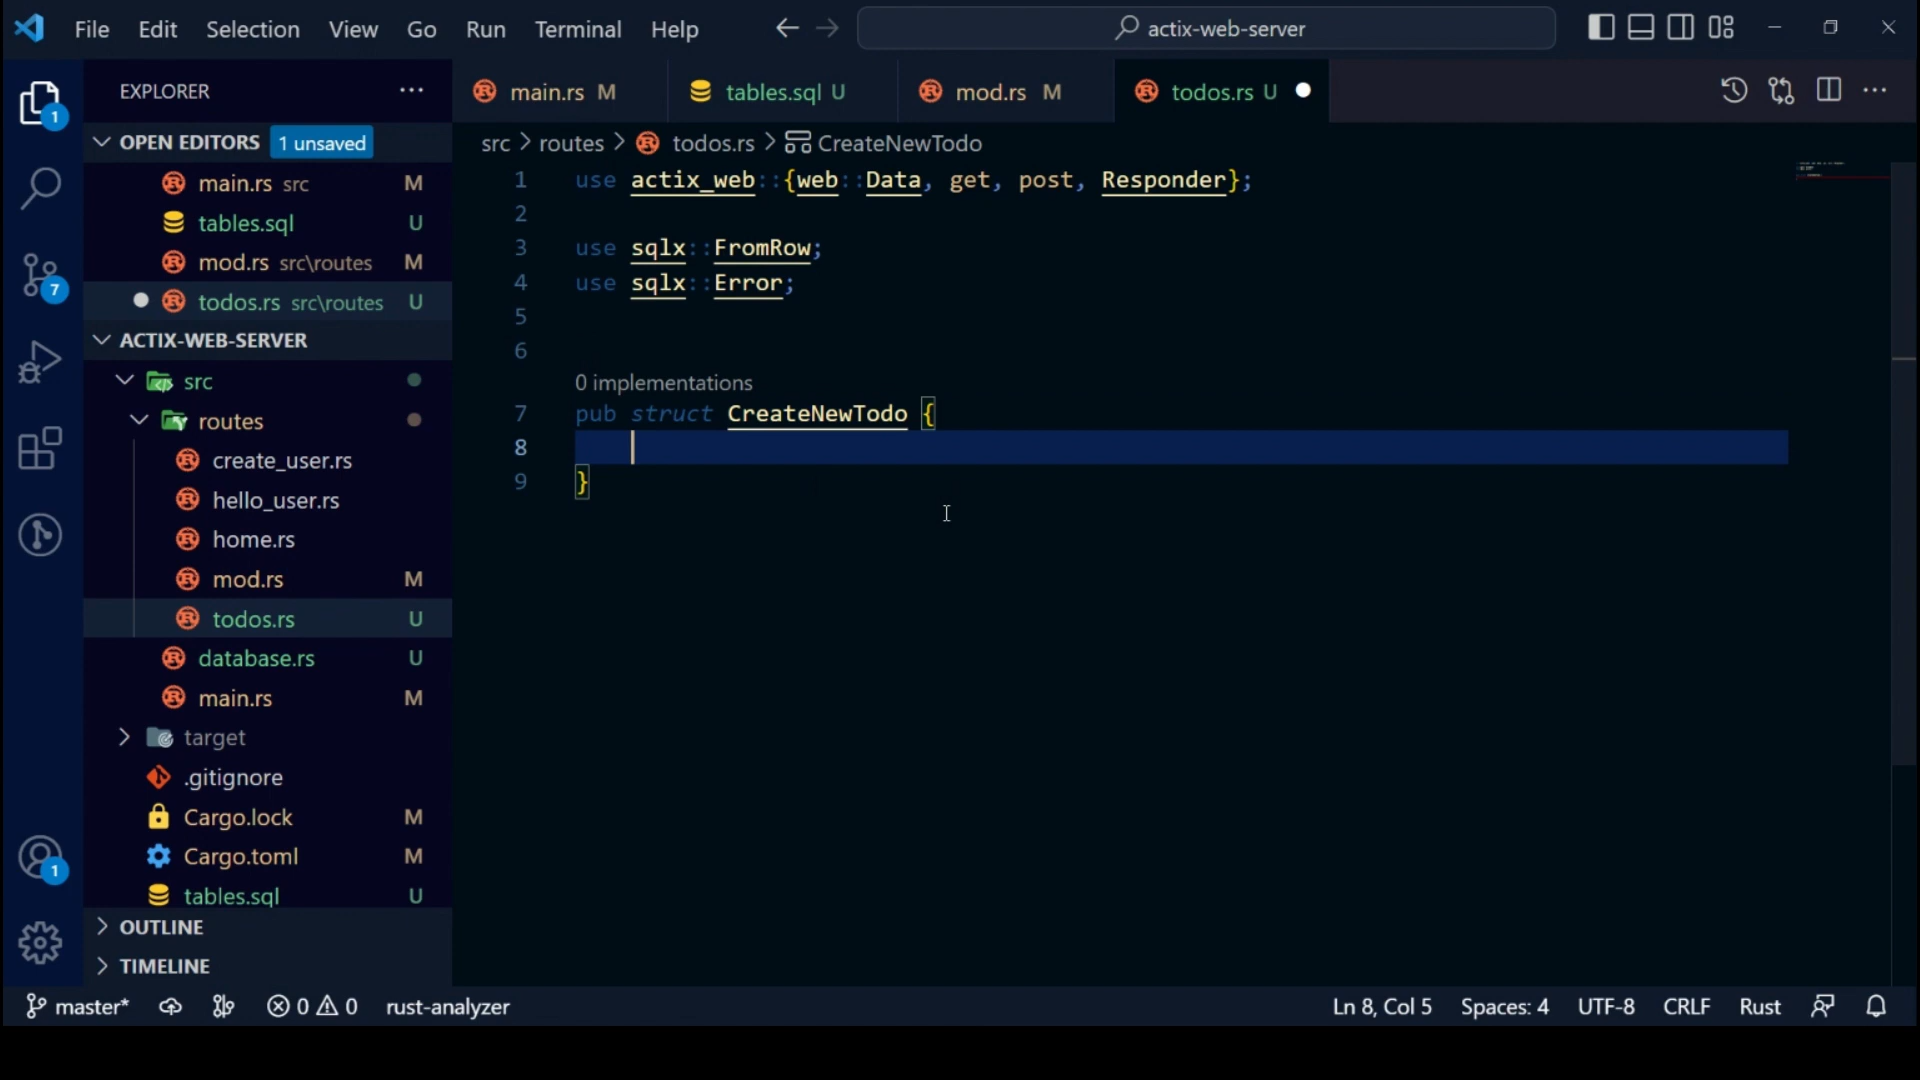 File Edit Selection View Go Run Terminal Help
actix-web-server
EXPLORER
OPEN EDITORS 1 unsaved
main.rs src M
tables.sql U
mod.rs src\routes M
todos.rs src\routes U
ACTIX-WEB-SERVER
src
routes
create_user.rs
hello_user.rs
home.rs
mod.rs M
todos.rs U
database.rs U
main.rs M
target
.gitignore
Cargo.lock M
Cargo.toml M
tables.sql U
OUTLINE
TIMELINE
1
7
1
main.rs M
tables.sql U
mod.rs M
todos.rs U
src > routes > todos.rs > CreateNewTodo
1 use actix_web::{web::Data, get, post, Responder};
2
3 use sqlx::FromRow;
4 use sqlx::Error;
5
6
0 implementations
7 pub struct CreateNewTodo {
8
9 }
master* 0 0 rust-analyzer
Ln 8, Col 5 Spaces: 4 UTF-8 CRLF Rust